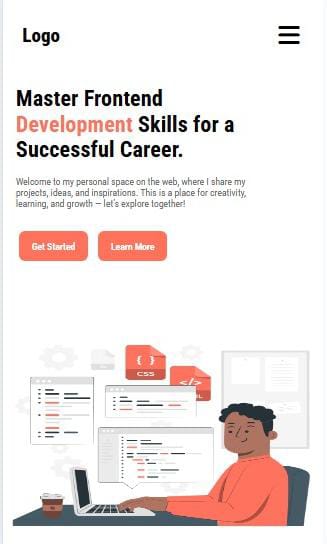 Logo
Master Frontend
Development Skills for a
Successful Career.
Welcome to my personal space on the web, where I share my
projects, ideas, and inspirations. This is a place for creativity,
learning, and growth — let's explore together!
Get Started
Learn More
{ }
CSS
</>